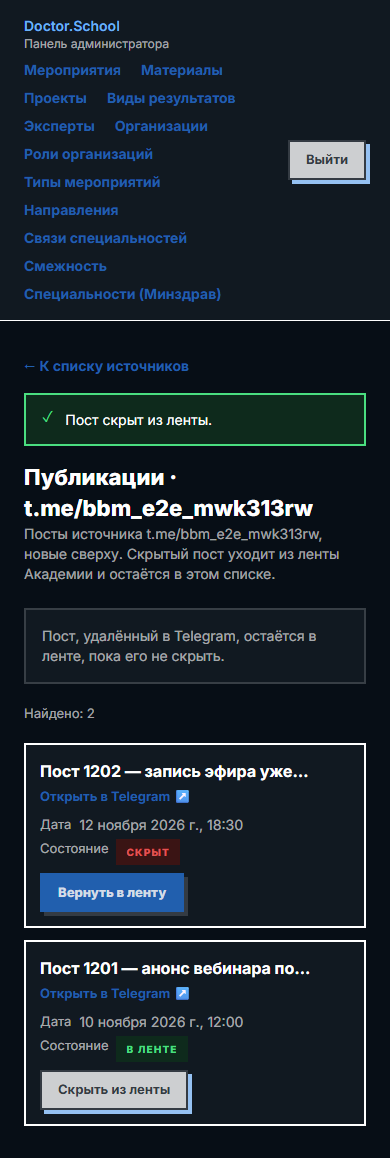 Doctor.School
Панель администратора
Мероприятия Материалы
Проекты Виды результатов
Эксперты Организации
Роли организаций
Выйти
Типы мероприятий
Направления
Связи специальностей
Смежность
Специальности (Минздрав)
← К списку источников
✓ Пост скрыт из ленты.
Публикации ·
t.me/bbm_e2e_mwk313rw
Посты источника t.me/bbm_e2e_mwk313rw,
новые сверху. Скрытый пост уходит из ленты
Академии и остаётся в этом списке.
Пост, удалённый в Telegram, остаётся в
ленте, пока его не скрыть.
Найдено: 2
Пост 1202 — запись эфира уже...
Открыть в Telegram ↗
Дата 12 ноября 2026 г., 18:30
Состояние СКРЫТ
Вернуть в ленту
Пост 1201 — анонс вебинара по...
Открыть в Telegram ↗
Дата 10 ноября 2026 г., 12:00
Состояние В ЛЕНТЕ
Скрыть из ленты